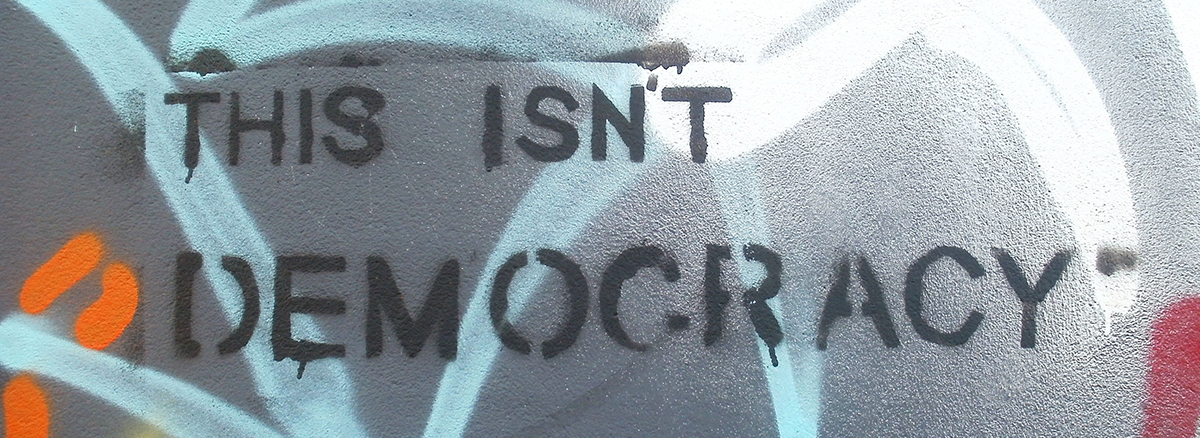 THIS ISN'T
DEMOCRACY